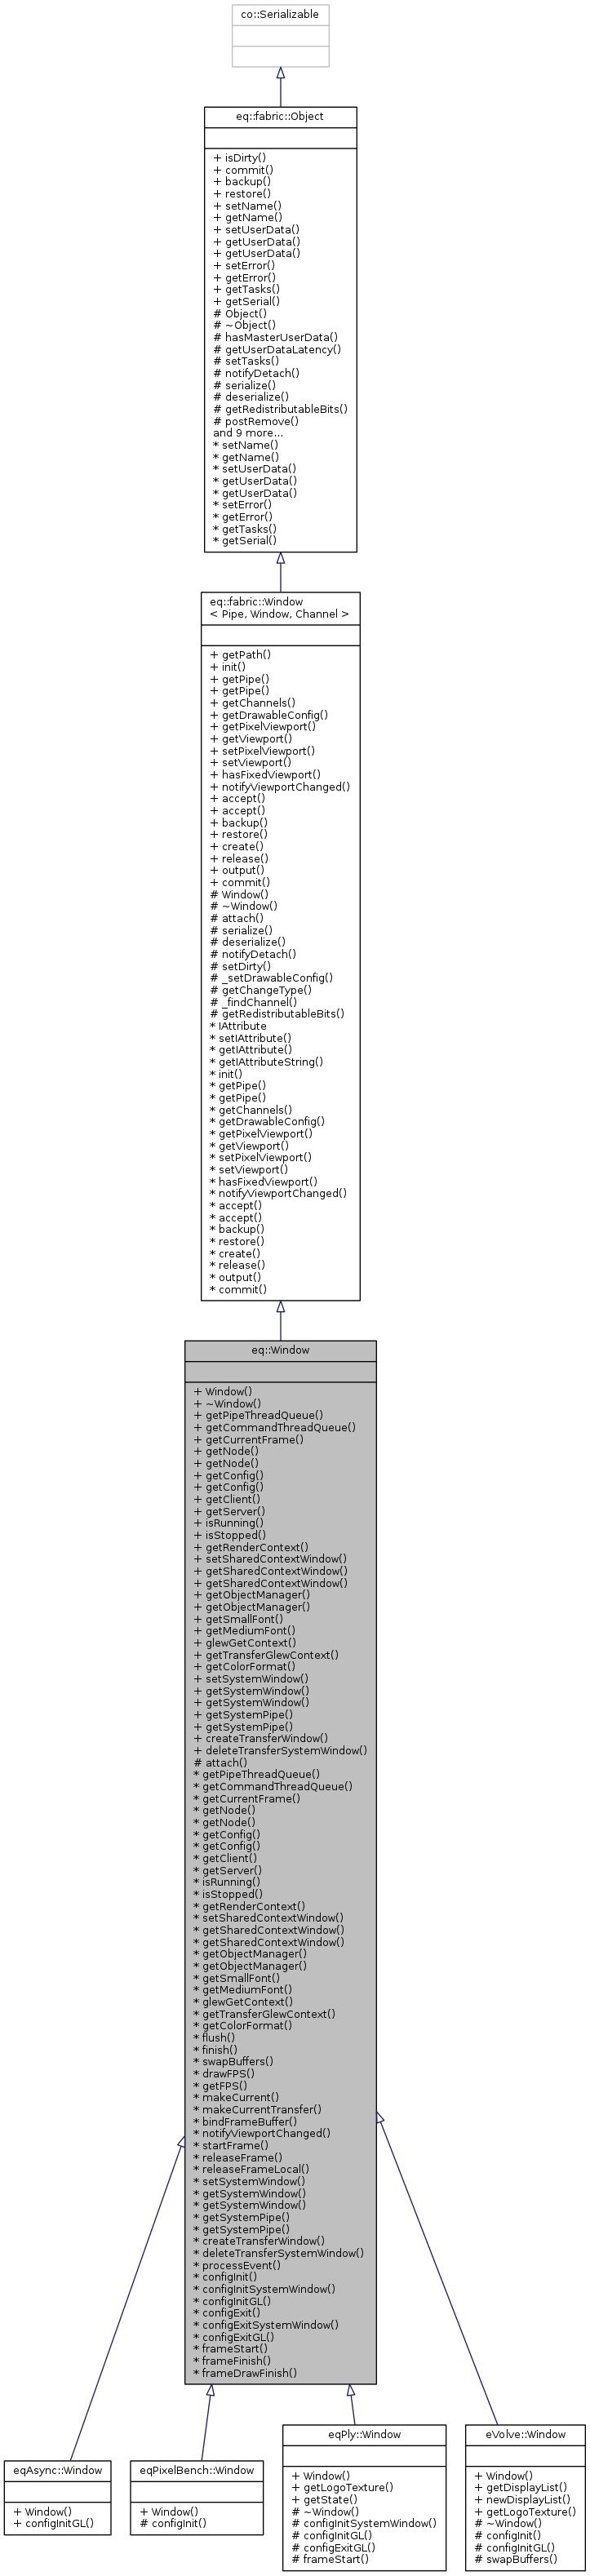 co::Serializable
eq::fabric::Object
+ isDirty()
+ commit()
+ backup()
+ restore()
+ setName()
+ getName()
+ setUserData()
+ getUserData()
+ getUserData()
+ setError()
+ getError()
+ getTasks()
+ getSerial()
# Object()
# ~Object()
# hasMasterUserData()
# getUserDataLatency()
# setTasks()
# notifyDetach()
# serialize()
# deserialize()
# getRedistributableBits()
# postRemove()
and 9 more...
* setName()
* getName()
* setUserData()
* getUserData()
* getUserData()
* setError()
* getError()
* getTasks()
* getSerial()
eq::fabric::Window
< Pipe, Window, Channel >
+ getPath()
+ init()
+ getPipe()
+ getPipe()
+ getChannels()
+ getDrawableConfig()
+ getPixelViewport()
+ getViewport()
+ setPixelViewport()
+ setViewport()
+ hasFixedViewport()
+ notifyViewportChanged()
+ accept()
+ accept()
+ backup()
+ restore()
+ create()
+ release()
+ output()
+ commit()
# Window()
# ~Window()
# attach()
# serialize()
# deserialize()
# notifyDetach()
# setDirty()
# _setDrawableConfig()
# getChangeType()
# _findChannel()
# getRedistributableBits()
* IAttribute
* setIAttribute()
* getIAttribute()
* getIAttributeString()
* init()
* getPipe()
* getPipe()
* getChannels()
* getDrawableConfig()
* getPixelViewport()
* getViewport()
* setPixelViewport()
* setViewport()
* hasFixedViewport()
* notifyViewportChanged()
* accept()
* accept()
* backup()
* restore()
* create()
* release()
* output()
* commit()
eq::Window
+ Window()
+ ~Window()
+ getPipeThreadQueue()
+ getCommandThreadQueue()
+ getCurrentFrame()
+ getNode()
+ getNode()
+ getConfig()
+ getConfig()
+ getClient()
+ getServer()
+ isRunning()
+ isStopped()
+ getRenderContext()
+ setSharedContextWindow()
+ getSharedContextWindow()
+ getSharedContextWindow()
+ getObjectManager()
+ getObjectManager()
+ getSmallFont()
+ getMediumFont()
+ glewGetContext()
+ getTransferGlewContext()
+ getColorFormat()
+ setSystemWindow()
+ getSystemWindow()
+ getSystemWindow()
+ getSystemPipe()
+ getSystemPipe()
+ createTransferWindow()
+ deleteTransferSystemWindow()
# attach()
* getPipeThreadQueue()
* getCommandThreadQueue()
* getCurrentFrame()
* getNode()
* getNode()
* getConfig()
* getConfig()
* getClient()
* getServer()
* isRunning()
* isStopped()
* getRenderContext()
* setSharedContextWindow()
* getSharedContextWindow()
* getSharedContextWindow()
* getObjectManager()
* getObjectManager()
* getSmallFont()
* getMediumFont()
* glewGetContext()
* getTransferGlewContext()
* getColorFormat()
* flush()
* finish()
* swapBuffers()
* drawFPS()
* getFPS()
* makeCurrent()
* makeCurrentTransfer()
* bindFrameBuffer()
* notifyViewportChanged()
* startFrame()
* releaseFrame()
* releaseFrameLocal()
* setSystemWindow()
* getSystemWindow()
* getSystemWindow()
* getSystemPipe()
* getSystemPipe()
* createTransferWindow()
* deleteTransferSystemWindow()
* processEvent()
* configInit()
* configInitSystemWindow()
* configInitGL()
* configExit()
* configExitSystemWindow()
* configExitGL()
* frameStart()
* frameFinish()
* frameDrawFinish()
eqAsync::Window
+ Window()
+ configInitGL()
eqPixelBench::Window
+ Window()
# configInit()
eqPly::Window
+ Window()
+ getLogoTexture()
+ getState()
# ~Window()
# configInitSystemWindow()
# configInitGL()
# configExitGL()
# frameStart()
eVolve::Window
+ Window()
+ getDisplayList()
+ newDisplayList()
+ getLogoTexture()
# ~Window()
# configInit()
# configInitGL()
# swapBuffers()